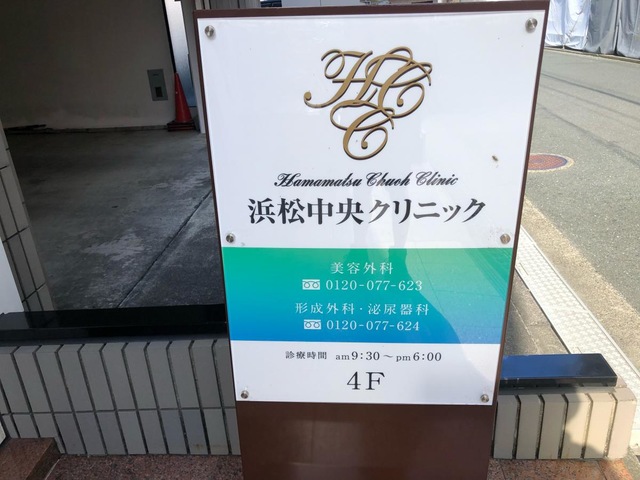 HCCC
Hamamatsu Chuoh Clinic
浜松中央クリニック
美容外科
0120-077-623
形成外科・泌尿器科
0120-077-624
診療時間 am9:30〜pm6:00
4F